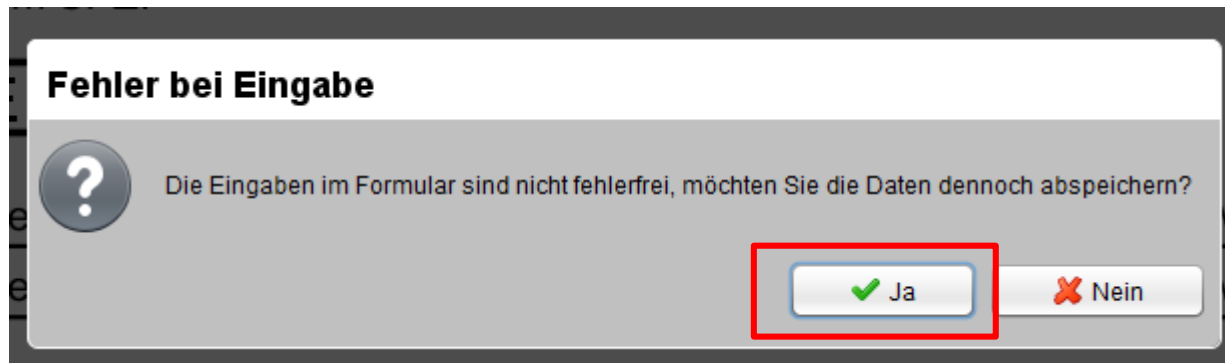 Fehler bei Eingabe
Die Eingaben im Formular sind nicht fehlerfrei, möchten Sie die Daten dennoch abspeichern?
Ja
Nein